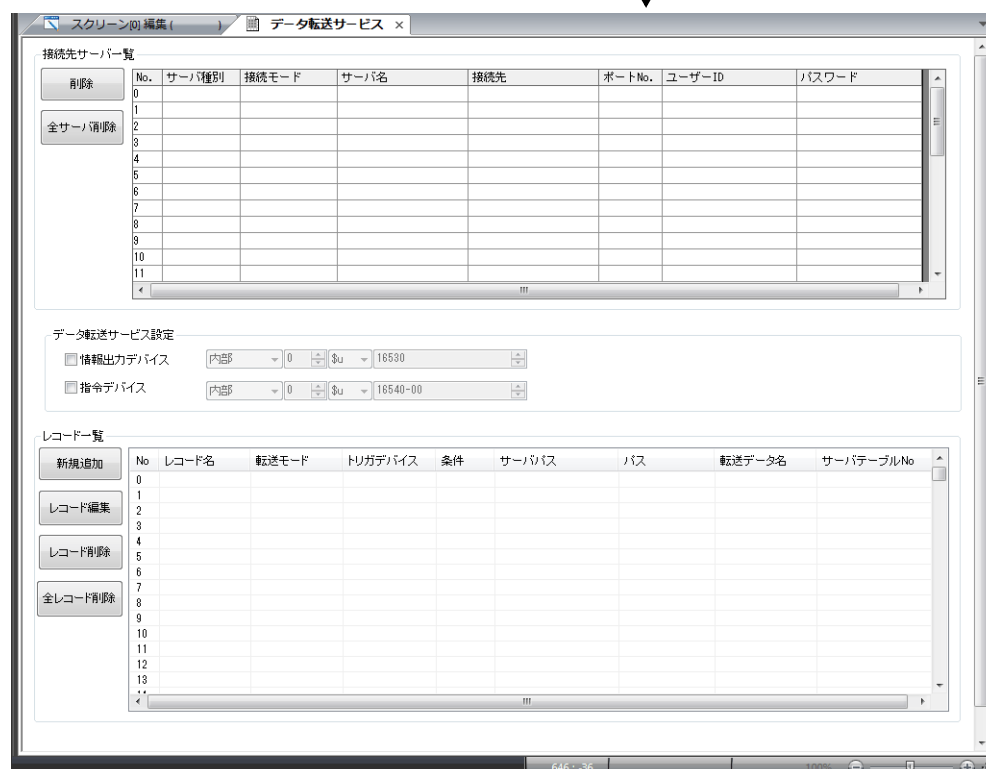 スクリーン[0] 編集 ( ) データ転送サービス ×
接続先サーバ一覧
削除
全サーバ削除
No. サーバ種別 接続モード サーバ名 接続先 ポートNo. ユーザーID パスワード
0
1
2
3
4
5
6
7
8
9
10
11
データ転送サービス設定
情報出力デバイス 内部 0 $u 16530
指令デバイス 内部 0 $u 16540-00
レコード一覧
新規追加
レコード編集
レコード削除
全レコード削除
No レコード名 転送モード トリガデバイス 条件 サーバパス パス 転送データ名 サーバテーブルNo
0
1
2
3
4
5
6
7
8
9
10
11
12
13
646 : -36 100%